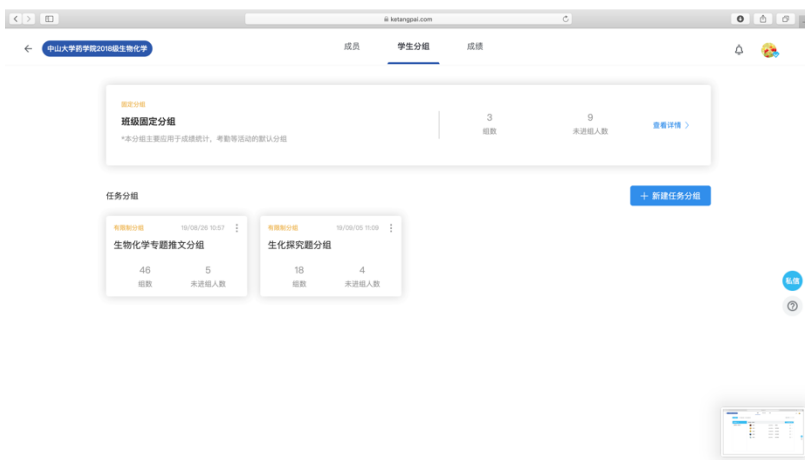 ketangpai.com
中山大学药学院2018级生物化学
成员
学生分组
成绩
固定分组
班级固定分组
*本分组主要应用于成绩统计、考勤等活动的默认分组
3
组数
9
未进组人数
查看详情
任务分组
新建任务分组
有限制分组
19/08/26 10:57
生物化学专题推文分组
46
组数
5
未进组人数
有限制分组
19/09/05 11:09
生化探究题分组
18
组数
4
未进组人数
私信